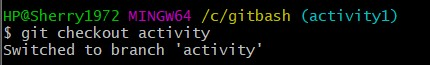 HP@Sherry1972 MINGW64 /c/gitbash (activity1)
$ git checkout activity
Switched to branch 'activity'